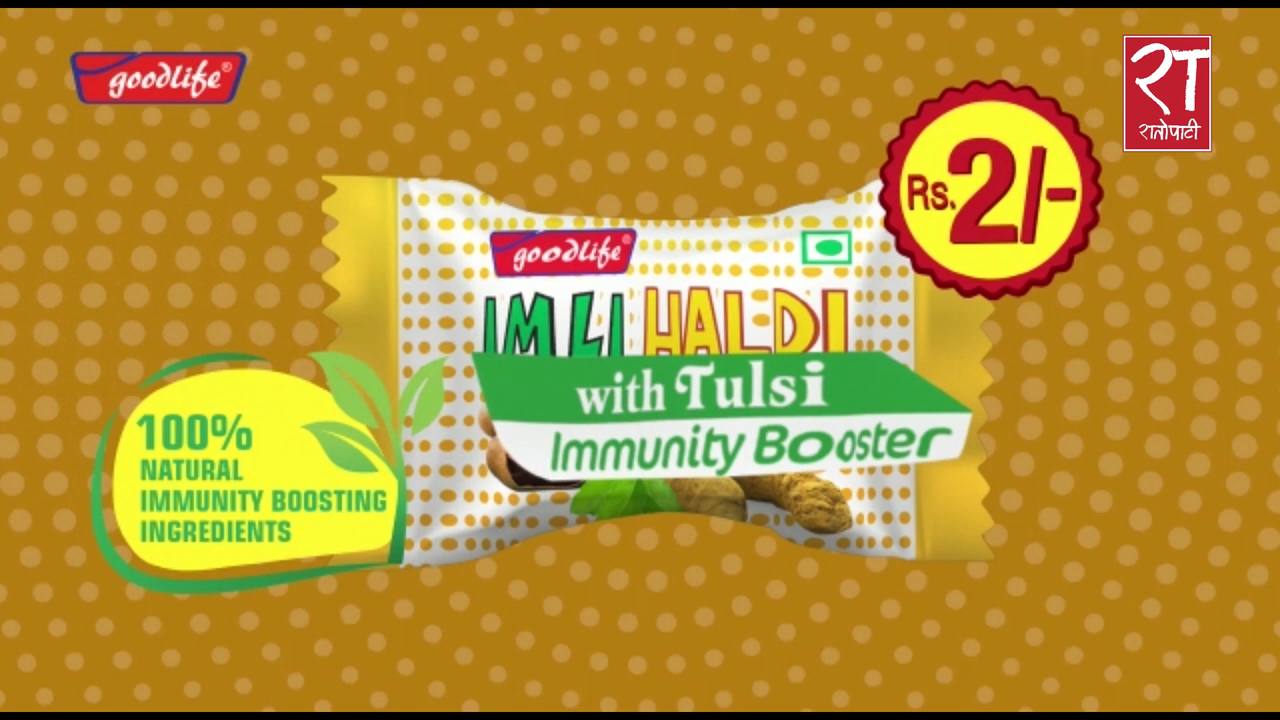 goodlife®
रा
रातोपाटी
Rs. 2/-
goodlife®
IMLI HALDI
with Tulsi
Immunity Booster
100%
NATURAL
IMMUNITY BOOSTING
INGREDIENTS